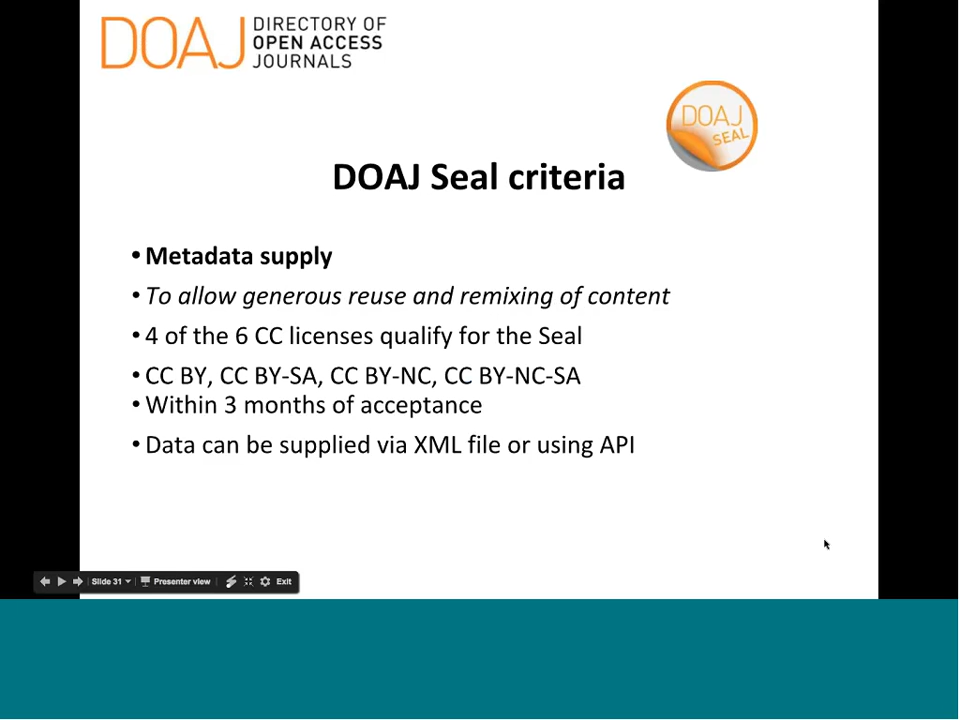 DOAJ DIRECTORY OF
OPEN ACCESS
JOURNALS
DOAJ
SEAL
DOAJ Seal criteria
• Metadata supply
• To allow generous reuse and remixing of content
• 4 of the 6 CC licenses qualify for the Seal
• CC BY, CC BY-SA, CC BY-NC, CC BY-NC-SA
• Within 3 months of acceptance
• Data can be supplied via XML file or using API
Slide 31 Presenter view Exit